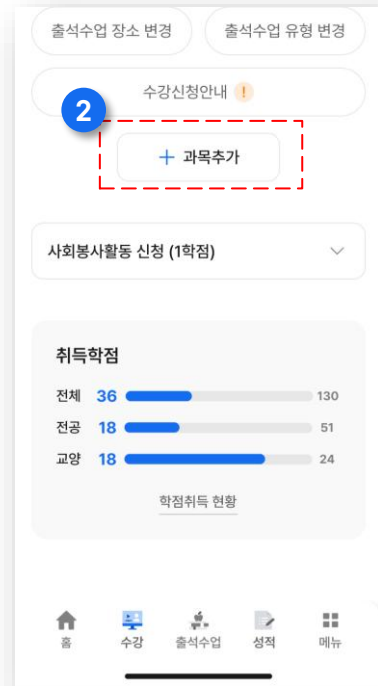 출석수업 장소 변경 출석수업 유형 변경
수강신청안내 !
2
+ 과목추가
사회봉사활동 신청 (1학점)
취득학점
전체 36 130
전공 18 51
교양 18 24
학점취득 현황
홈 수강 출석수업 성적 메뉴